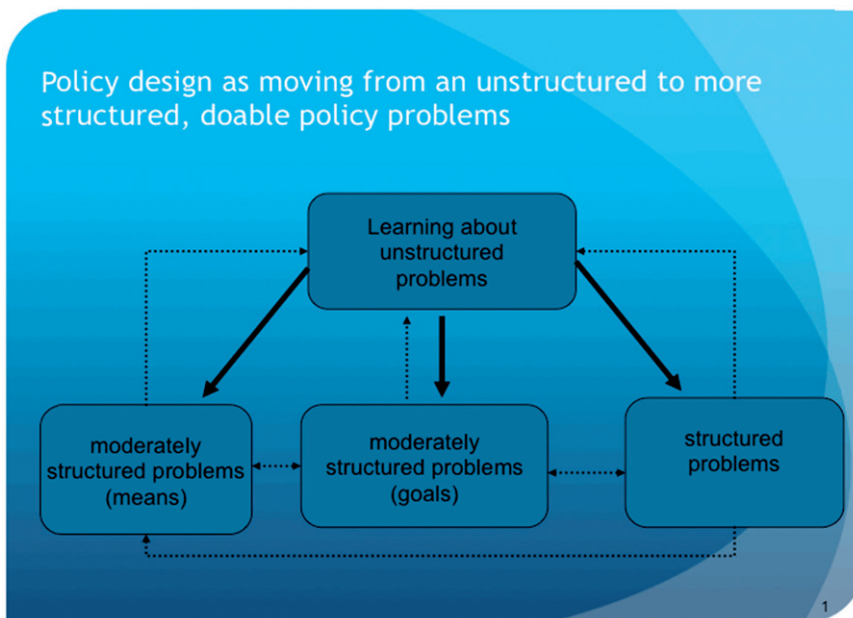 Policy design as moving from an unstructured to more
structured, doable policy problems
Learning about
unstructured
problems
moderately
structured problems
(means)
moderately
structured problems
(goals)
structured
problems
1